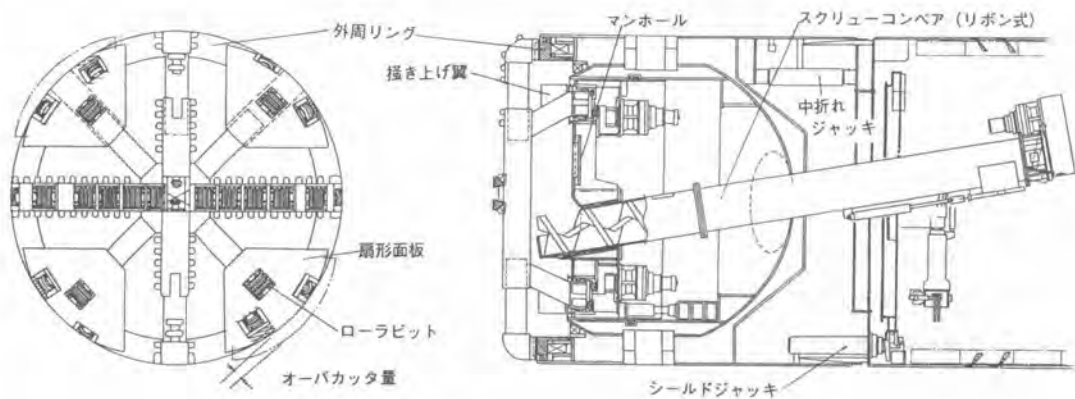 外周リング
マンホール
スクリューコンベア（リボン式）
掻き上げ翼
中折れ
ジャッキ
扇形面板
ローラビット
オーバカッタ量
シールドジャッキ